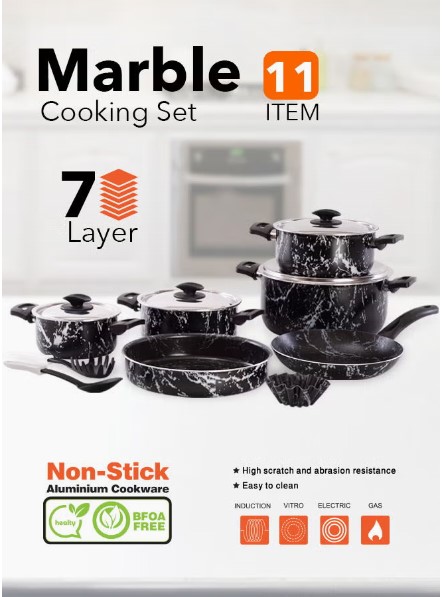 Marble 11
Cooking Set ITEM
7
Layer
Non-Stick
Aluminium Cookware
healty
BFOA
FREE
★ High scratch and abrasion resistance
★ Easy to clean
INDUCTION VITRO ELECTRIC GAS